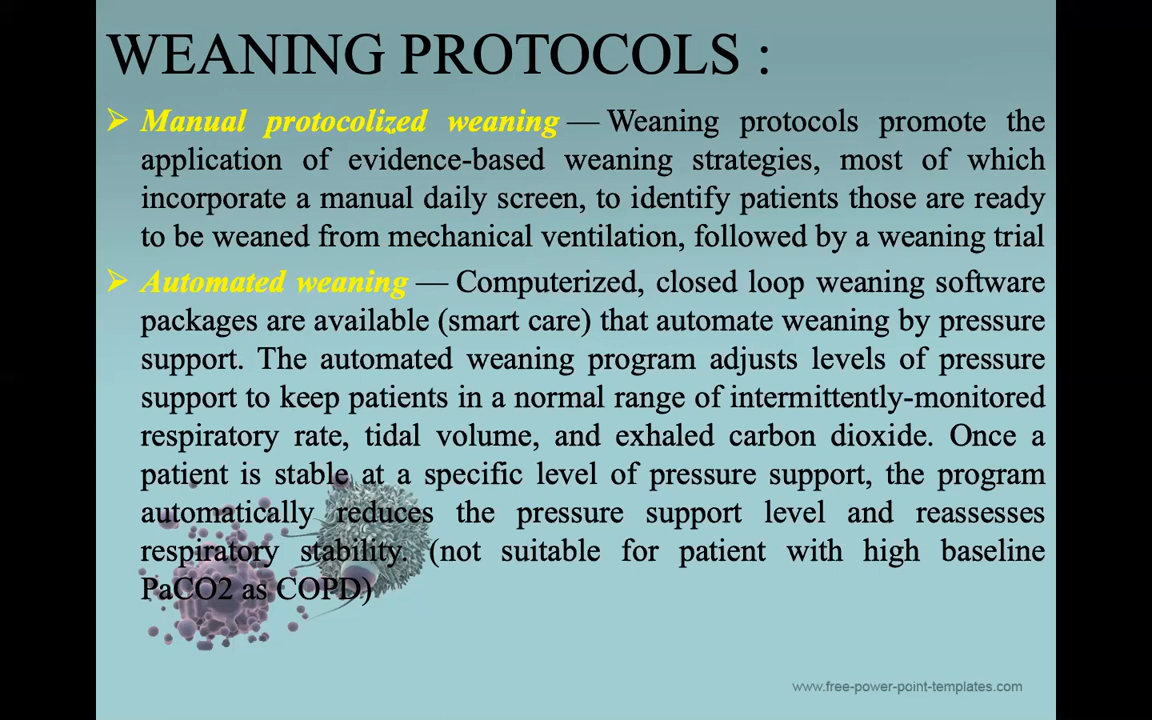 WEANING PROTOCOLS :
➢ Manual protocolized weaning — Weaning protocols promote the
application of evidence-based weaning strategies, most of which
incorporate a manual daily screen, to identify patients those are ready
to be weaned from mechanical ventilation, followed by a weaning trial
➢ Automated weaning — Computerized, closed loop weaning software
packages are available (smart care) that automate weaning by pressure
support. The automated weaning program adjusts levels of pressure
support to keep patients in a normal range of intermittently-monitored
respiratory rate, tidal volume, and exhaled carbon dioxide. Once a
patient is stable at a specific level of pressure support, the program
automatically reduces the pressure support level and reassesses
respiratory stability. (not suitable for patient with high baseline
PaCO2 as COPD)
www.free-power-point-templates.com